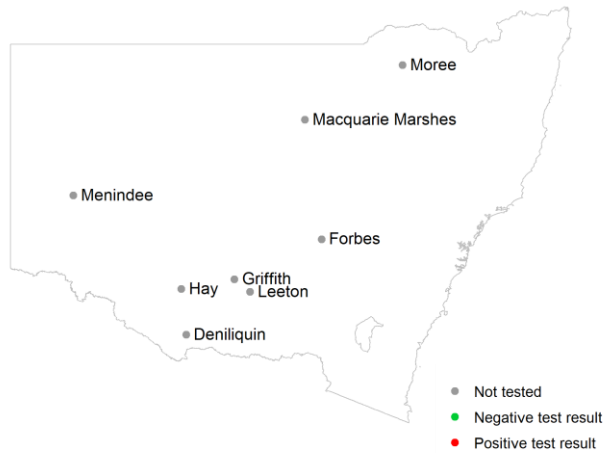 Moree
Macquarie Marshes
Menindee
Forbes
Griffith
Hay
Leeton
Deniliquin
Not tested
Negative test result
Positive test result